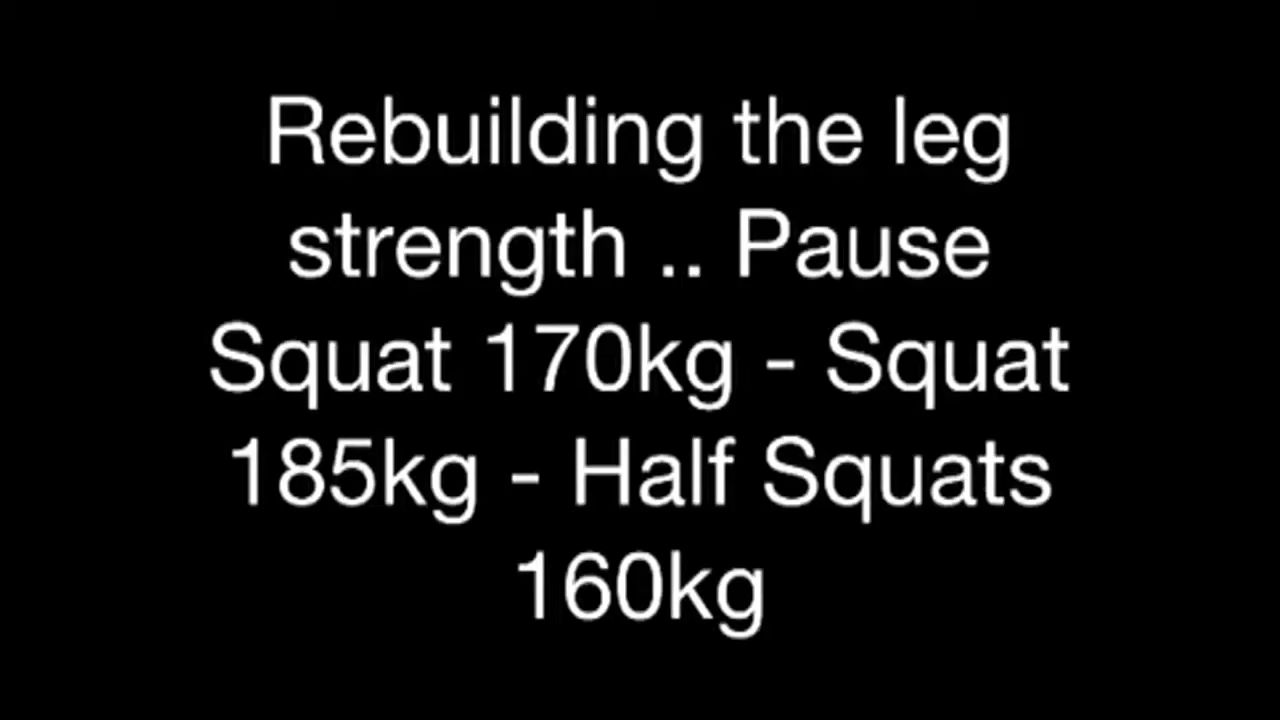 Rebuilding the leg
strength .. Pause
Squat 170kg - Squat
185kg - Half Squats
160kg